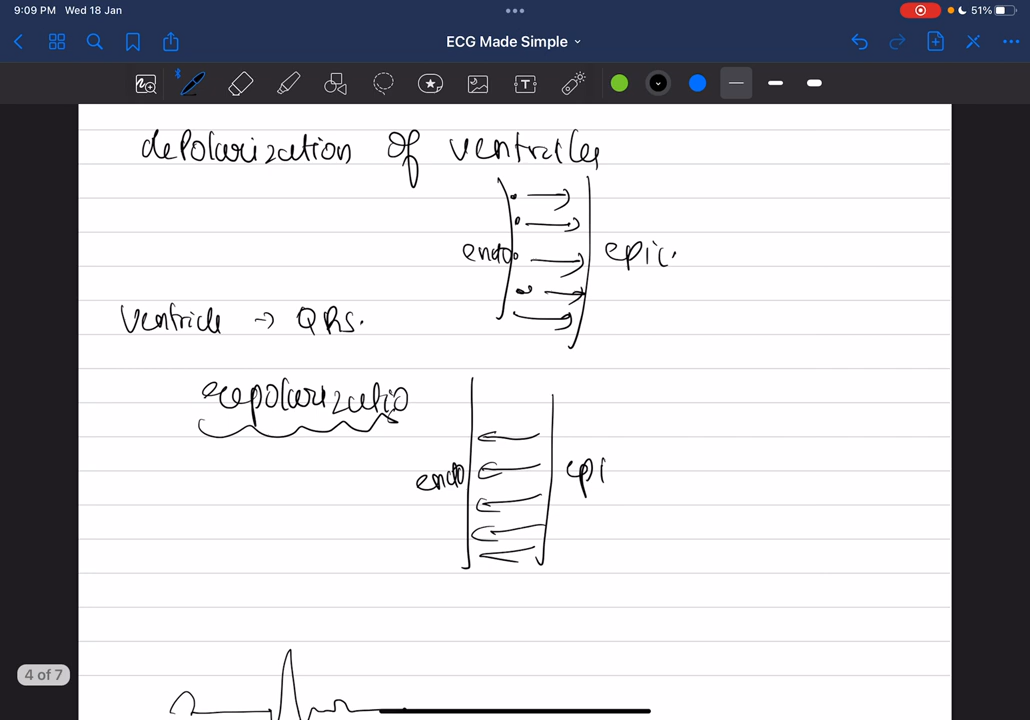 9:09 PM Wed 18 Jan
51%
ECG Made Simple
T
depolarization of ventricles
endo
epic.
ventricle → QRS.
repolarizatio
endo
epi
4 of 7